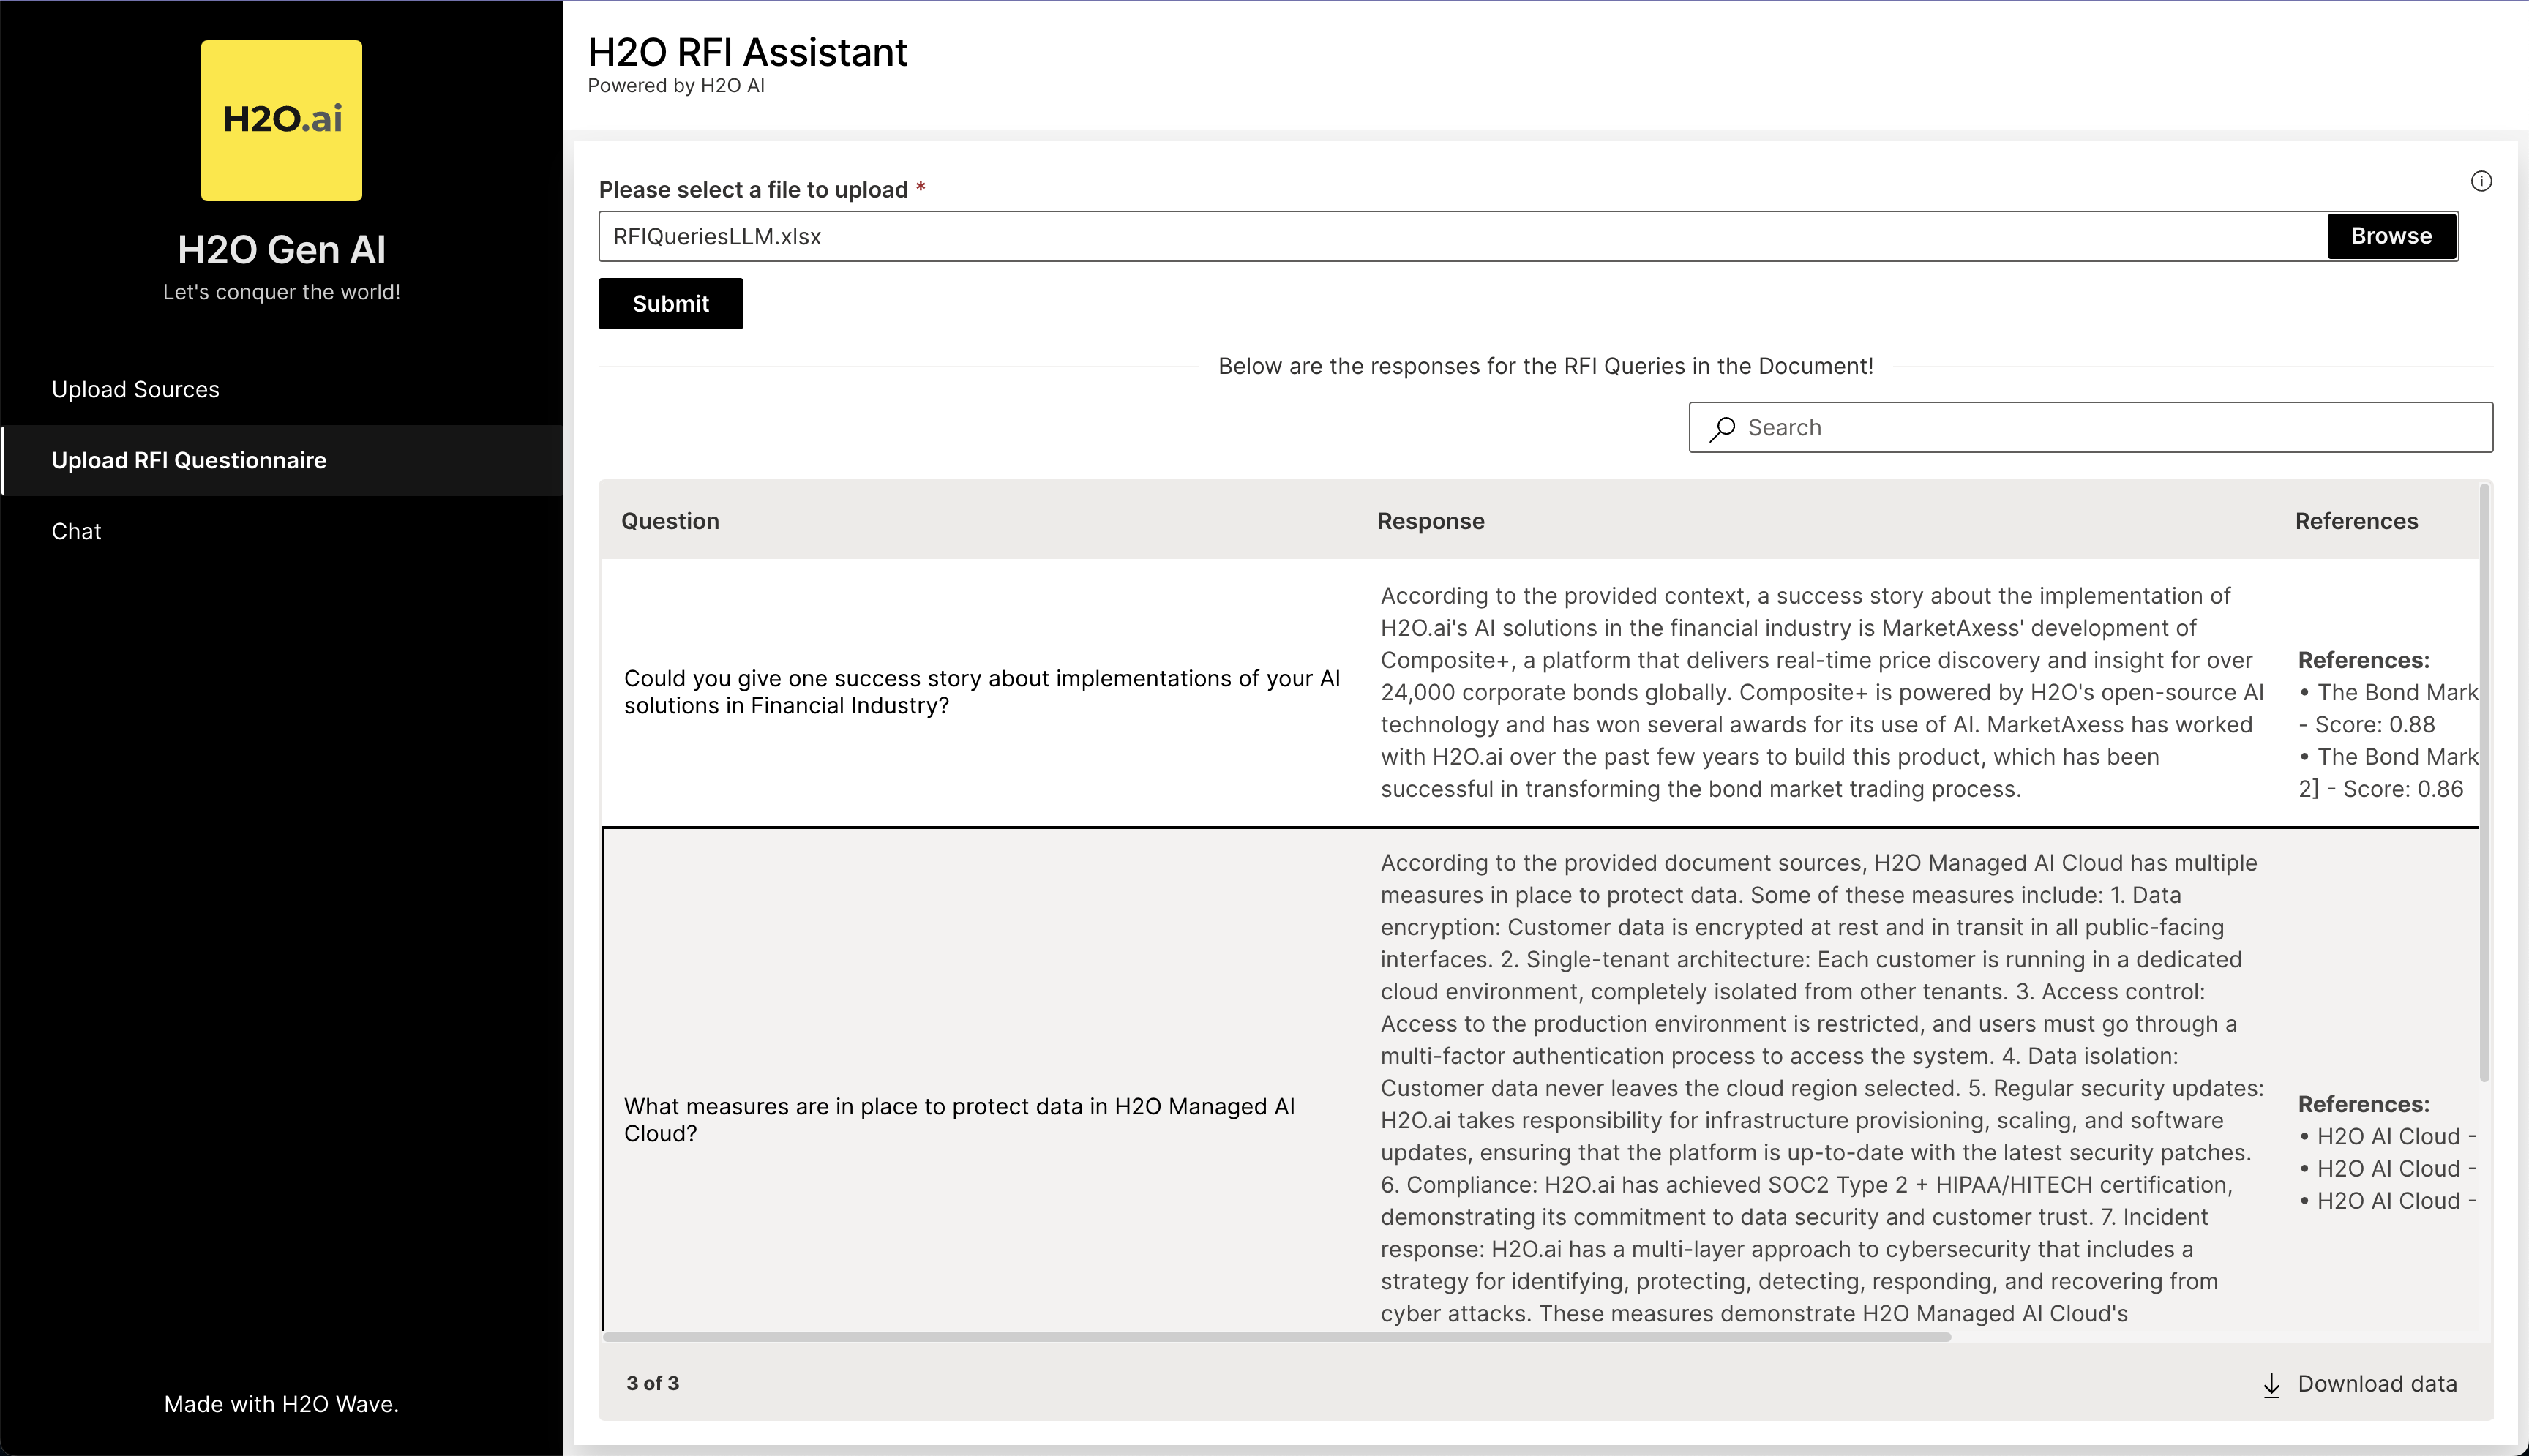 H2O.ai
H2O Gen AI
Let's conquer the world!
Upload Sources
Upload RFI Questionnaire
Chat
Made with H2O Wave.
H2O RFI Assistant
Powered by H2O AI
Please select a file to upload *
RFIQueriesLLM.xlsx
Browse
Submit
Below are the responses for the RFI Queries in the Document!
Search
Question
Response
References
Could you give one success story about implementations of your AI
solutions in Financial Industry?
According to the provided context, a success story about the implementation of
H2O.ai's AI solutions in the financial industry is MarketAxess' development of
Composite+, a platform that delivers real-time price discovery and insight for over
24,000 corporate bonds globally. Composite+ is powered by H2O's open-source AI
technology and has won several awards for its use of AI. MarketAxess has worked
with H2O.ai over the past few years to build this product, which has been
successful in transforming the bond market trading process.
References:
• The Bond Mark
- Score: 0.88
• The Bond Mark
2] - Score: 0.86
What measures are in place to protect data in H2O Managed AI
Cloud?
According to the provided document sources, H2O Managed AI Cloud has multiple
measures in place to protect data. Some of these measures include: 1. Data
encryption: Customer data is encrypted at rest and in transit in all public-facing
interfaces. 2. Single-tenant architecture: Each customer is running in a dedicated
cloud environment, completely isolated from other tenants. 3. Access control:
Access to the production environment is restricted, and users must go through a
multi-factor authentication process to access the system. 4. Data isolation:
Customer data never leaves the cloud region selected. 5. Regular security updates:
H2O.ai takes responsibility for infrastructure provisioning, scaling, and software
updates, ensuring that the platform is up-to-date with the latest security patches.
6. Compliance: H2O.ai has achieved SOC2 Type 2 + HIPAA/HITECH certification,
demonstrating its commitment to data security and customer trust. 7. Incident
response: H2O.ai has a multi-layer approach to cybersecurity that includes a
strategy for identifying, protecting, detecting, responding, and recovering from
cyber attacks. These measures demonstrate H2O Managed AI Cloud's
References:
• H2O AI Cloud -
• H2O AI Cloud -
• H2O AI Cloud -
3 of 3
Download data